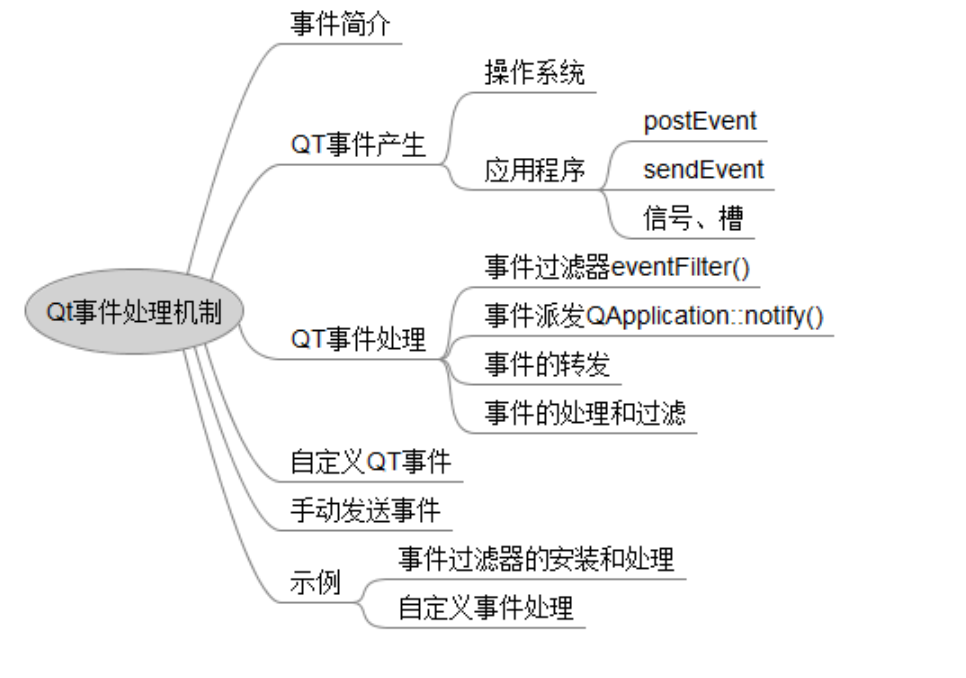 事件简介
QT事件产生
操作系统
应用程序
postEvent
sendEvent
信号、槽
Qt事件处理机制
QT事件处理
事件过滤器eventFilter()
事件派发QApplication::notify()
事件的转发
事件的处理和过滤
自定义QT事件
手动发送事件
示例
事件过滤器的安装和处理
自定义事件处理